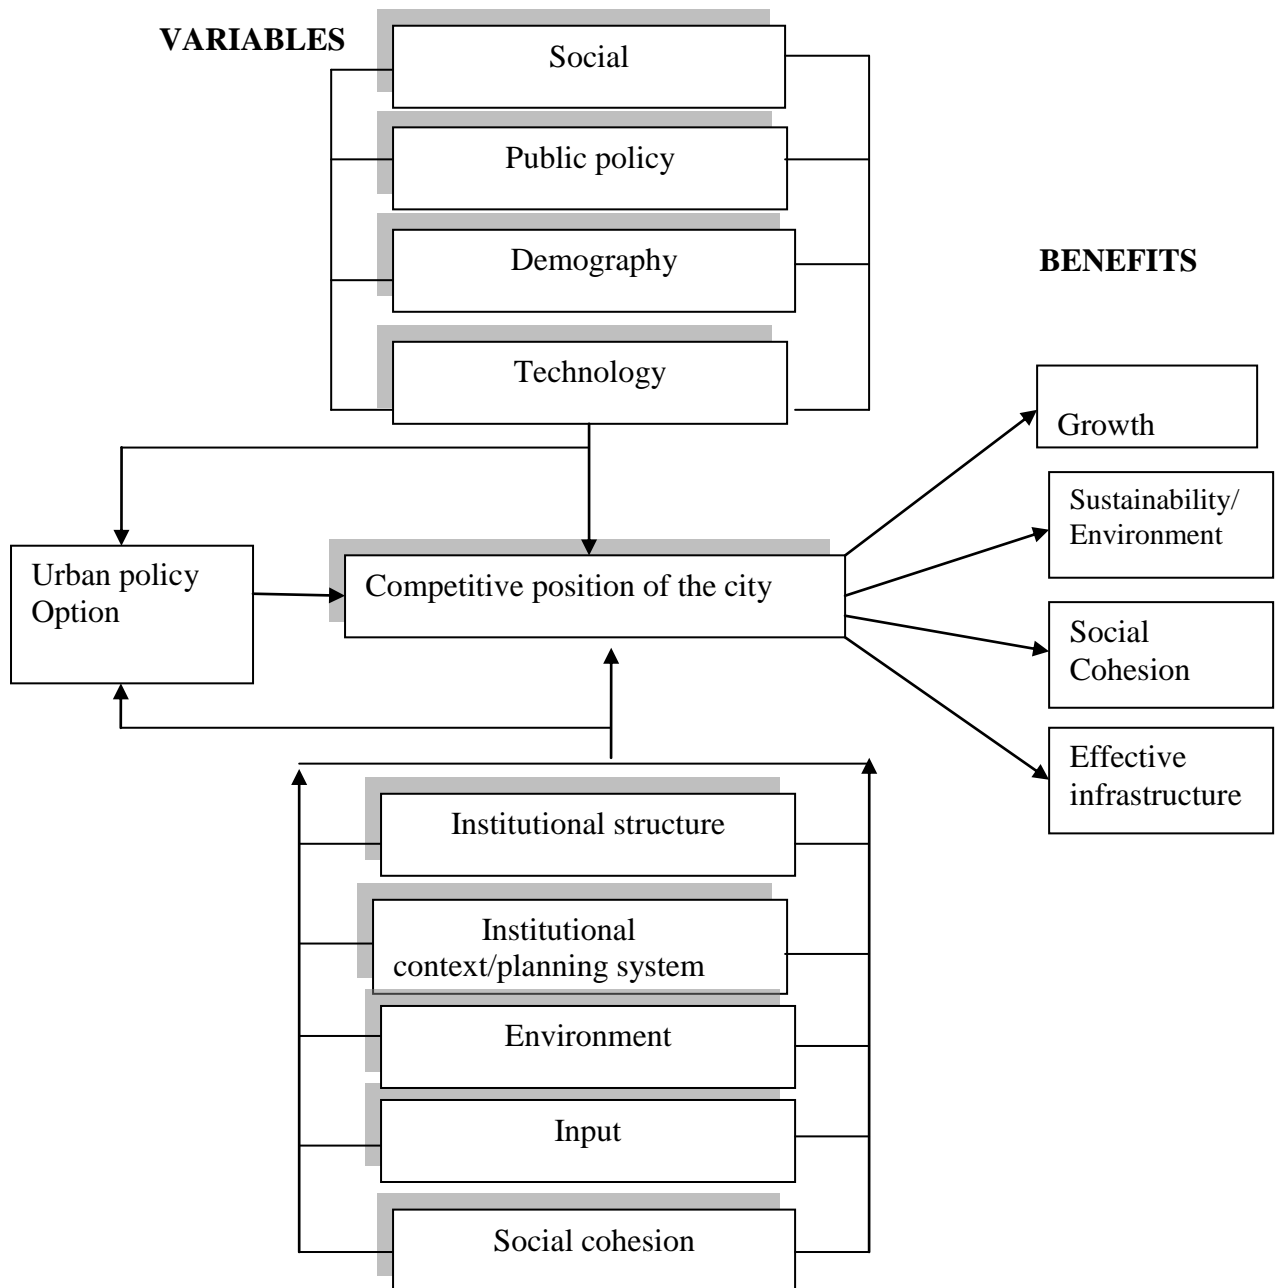 VARIABLES
Social
Public policy
Demography
Technology
BENEFITS
Growth
Sustainability/
Environment
Social
Cohesion
Effective
infrastructure
Urban policy
Option
Competitive position of the city
Institutional structure
Institutional
context/planning system
Environment
Input
Social cohesion